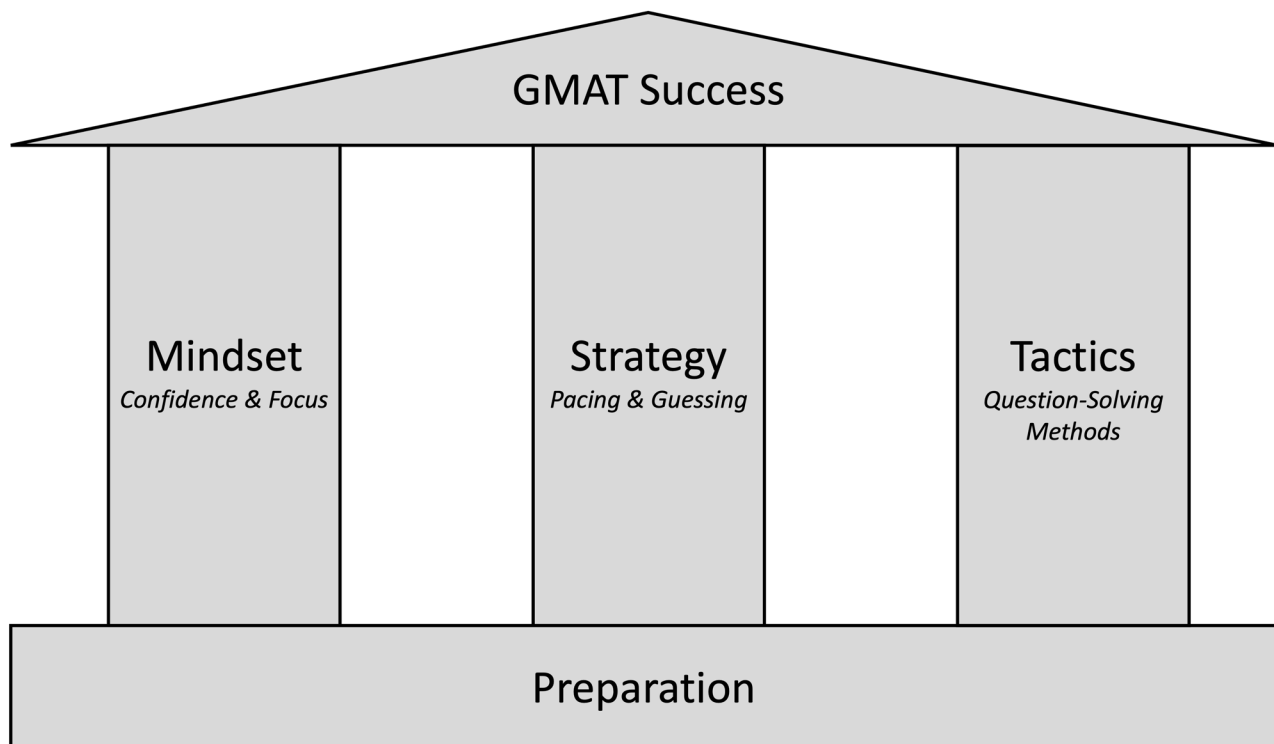 GMAT Success
Mindset
Confidence & Focus
Strategy
Pacing & Guessing
Tactics
Question-Solving
Methods
Preparation